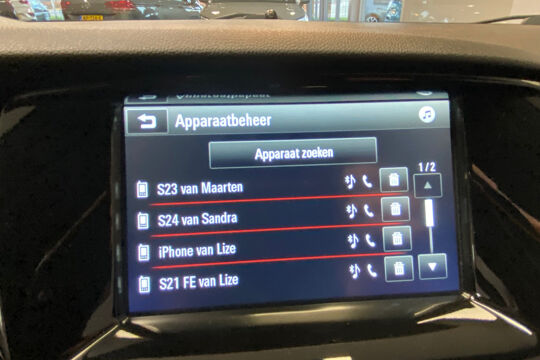 Apparaatbeheer
Apparaat zoeken
1/2
S23 van Maarten
S24 van Sandra
iPhone van Lize
S21 FE van Lize